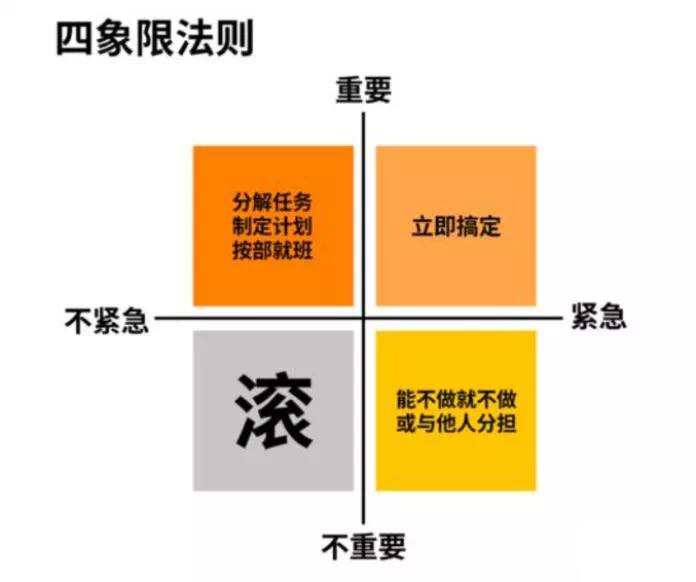 四象限法则
重要
分解任务
制定计划
按部就班
立即搞定
不紧急
紧急
滚
能不做就不做
或与他人分担
不重要